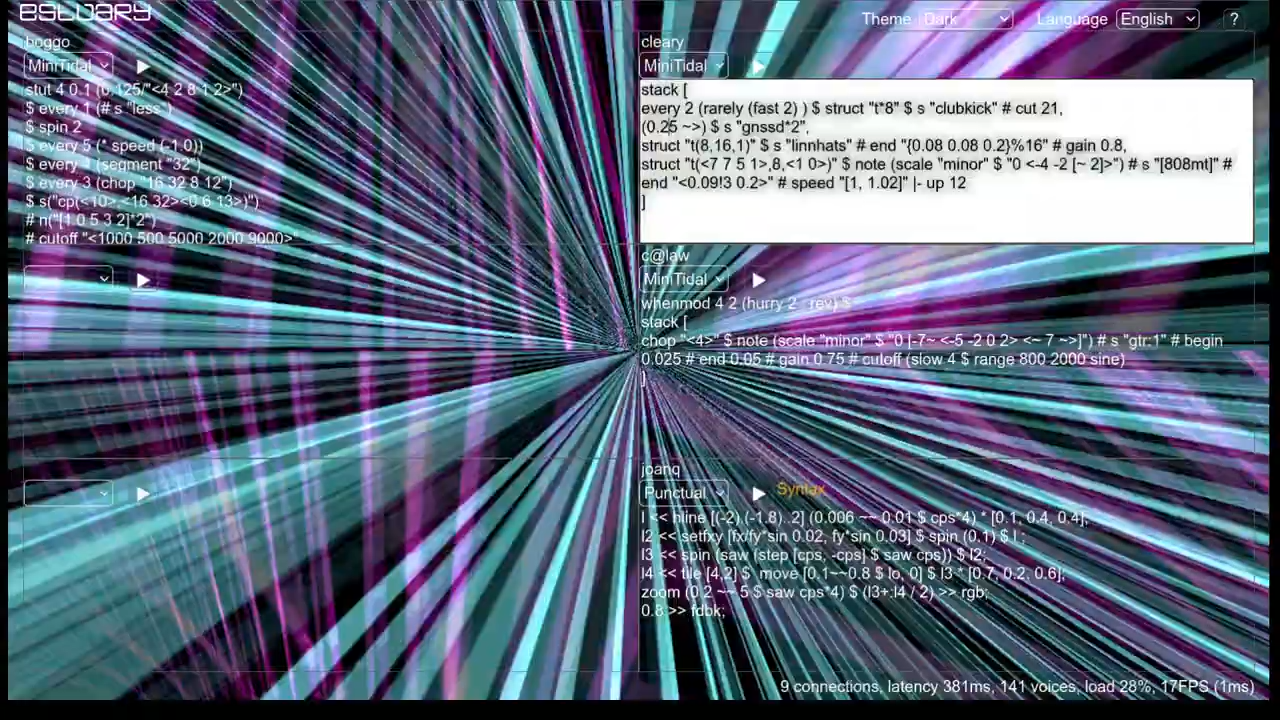 estuary
Theme Dark Language English ?
boggo
MiniTidal
stut 4 0.1 (0.125/"<4 2 8 1 2>")
$ every 1 (# s "less")
$ spin 2
$ every 5 (* speed (-1.0))
$ every 4 (segment "32")
$ every 3 (chop "16 32 8 12")
$ s("cp(<10>,<16 32><0 6 13>)")
# n("[1 0 5 3 2]*2")
# cutoff "<1000 500 5000 2000 9000>"
cleary
MiniTidal
stack [
every 2 (rarely (fast 2) ) $ struct "t*8" $ s "clubkick" # cut 21,
(0.25 ~>) $ s "gnssd*2",
struct "t(8,16,1)" $ s "linnhats" # end "{0.08 0.08 0.2}%16" # gain 0.8,
struct "t(<7 7 5 1>,8,<1 0>)" $ note (scale "minor" $ "0 <-4 -2 [~ 2]>") # s "[808mt]" #
end "<0.09!3 0.2>" # speed "[1, 1.02]" |- up 12
]
c@law
MiniTidal
whenmod 4 2 (hurry 2 . rev) $
stack [
chop "<4>" $ note (scale "minor" $ "0 [-7~ <-5 -2 0 2> <~ 7 ~>]") # s "gtr:1" # begin
0.025 # end 0.05 # gain 0.75 # cutoff (slow 4 $ range 800 2000 sine)
]
joanq
Punctual Syntax
l << hline [(-2),(-1.8)..2] (0.006 ~~ 0.01 $ cps*4) * [0.1, 0.4, 0.4];
l2 << setfxy [fx/fy*sin 0.02, fy*sin 0.03] $ spin (0.1) $ l ;
l3 << spin (saw (step [cps, -cps] $ saw cps)) $ l2;
l4 << tile [4,2] $ move [0.1~~0.8 $ lo, 0] $ l3 * [0.7, 0.2, 0.6];
zoom (0.2 ~~ 5 $ saw cps*4) $ (l3+:l4 / 2) >> rgb;
0.8 >> fdbk;
9 connections, latency 381ms, 141 voices, load 28%, 17FPS (1ms)